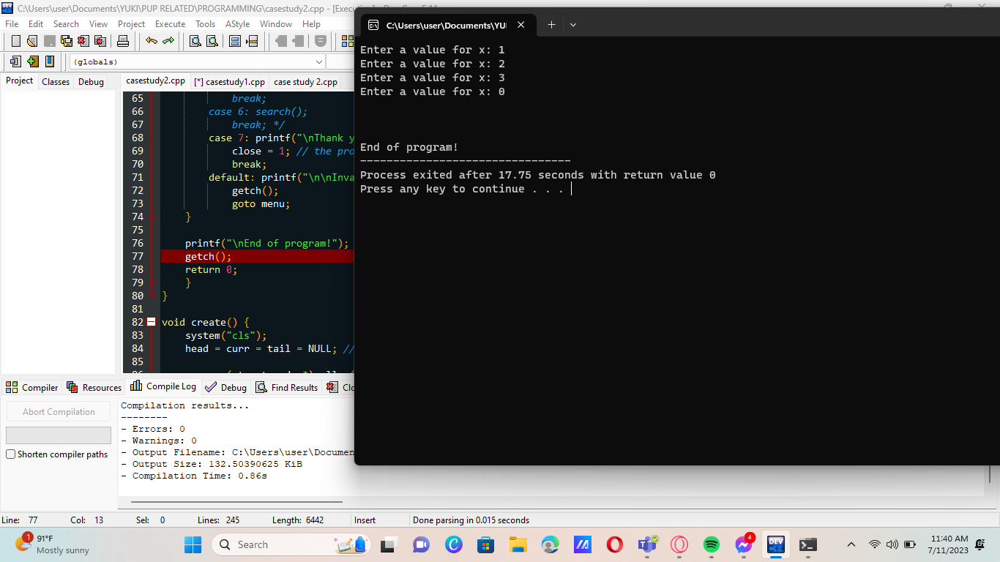 C:\Users\user\Documents\YUKI\PUP RELATED\PROGRAMMING\casestudy2.cpp - [Execu
File Edit Search View Project Execute Tools AStyle Window Help
(globals)
Project Classes Debug
casestudy2.cpp [*] casestudy1.cpp case study 2.cpp
65 break;
66 case 6: search();
67 break; */
68 case 7: printf("\nThank y
69 close = 1; // the pro
70 break;
71 default: printf("\n\nInva
72 getch();
73 goto menu;
74 }
75
76 printf("\nEnd of program!");
77 getch();
78 return 0;
79 }
80 }
81
82 void create() {
83 system("cls");
84 head = curr = tail = NULL; //
85
Compiler Resources Compile Log Debug Find Results Clo
Abort Compilation
Shorten compiler paths
Compilation results...
--------
- Errors: 0
- Warnings: 0
- Output Filename: C:\Users\user\Documen
- Output Size: 132.50390625 KiB
- Compilation Time: 0.86s
Line: 77 Col: 13 Sel: 0 Lines: 245 Length: 6442 Insert Done parsing in 0.015 seconds
C:\Users\user\Documents\YUI
Enter a value for x: 1
Enter a value for x: 2
Enter a value for x: 3
Enter a value for x: 0
End of program!
--------------------------------
Process exited after 17.75 seconds with return value 0
Press any key to continue . . .
1
91°F
Mostly sunny
Search
4
DEV
11:40 AM
7/11/2023